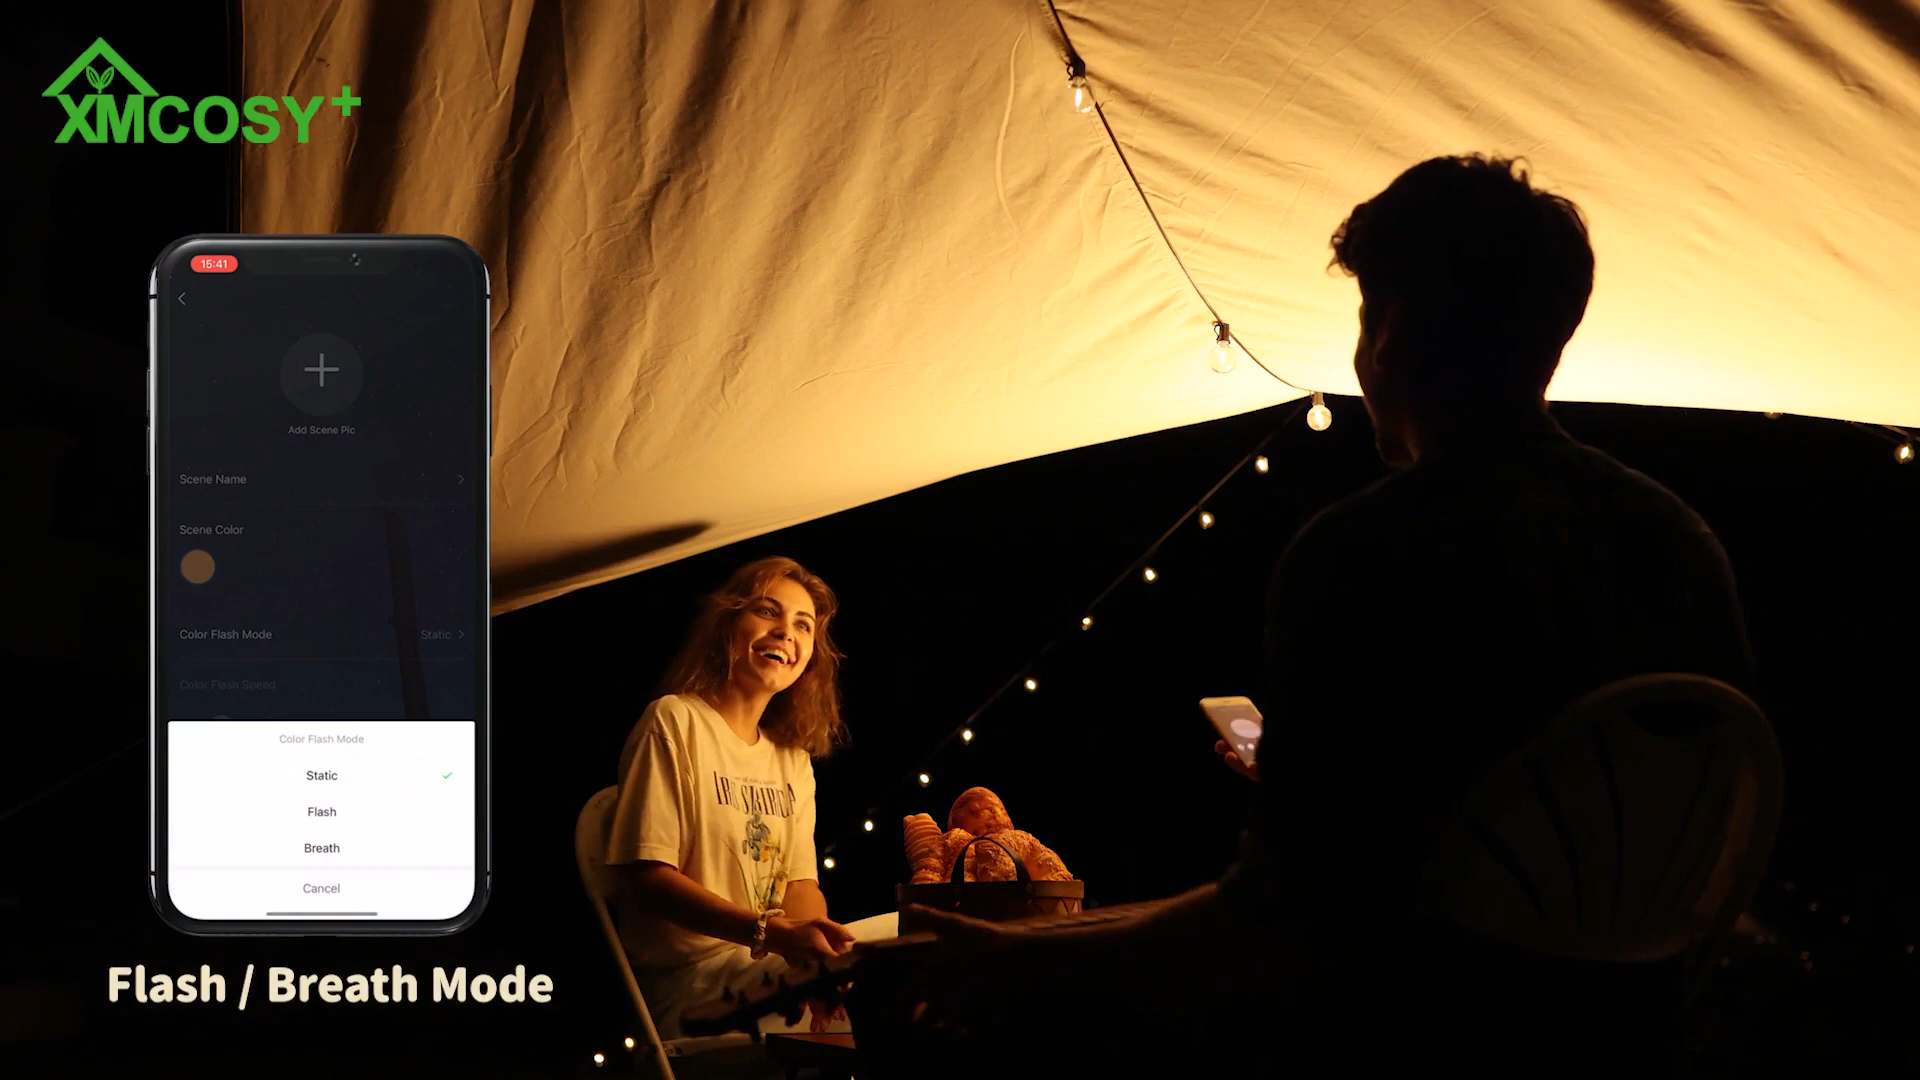 XMCOSY+
15:41
Add Scene Pic
Scene Name
Scene Color
Color Flash Mode Static
Color Flash Speed
Color Flash Mode
Static
Flash
Breath
Cancel
Flash / Breath Mode